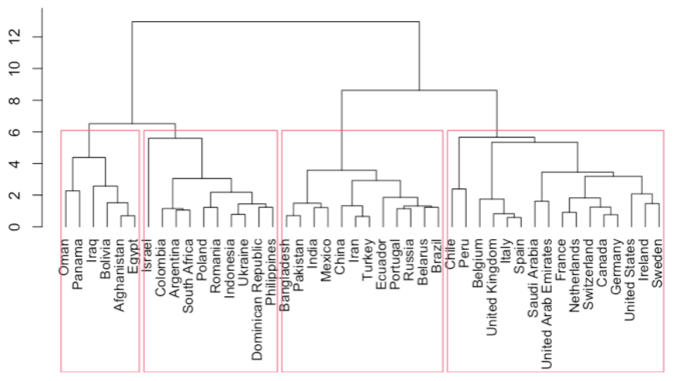 12
10
8
6
4
2
0
Oman
Panama
Iraq
Bolivia
Afghanistan
Egypt
Israel
Colombia
Argentina
South Africa
Poland
Romania
Indonesia
Ukraine
Dominican Republic
Philippines
Bangladesh
Pakistan
India
Mexico
China
Iran
Turkey
Ecuador
Portugal
Russia
Belarus
Brazil
Chile
Peru
Belgium
United Kingdom
Italy
Spain
Saudi Arabia
United Arab Emirates
France
Netherlands
Switzerland
Canada
Germany
United States
Ireland
Sweden